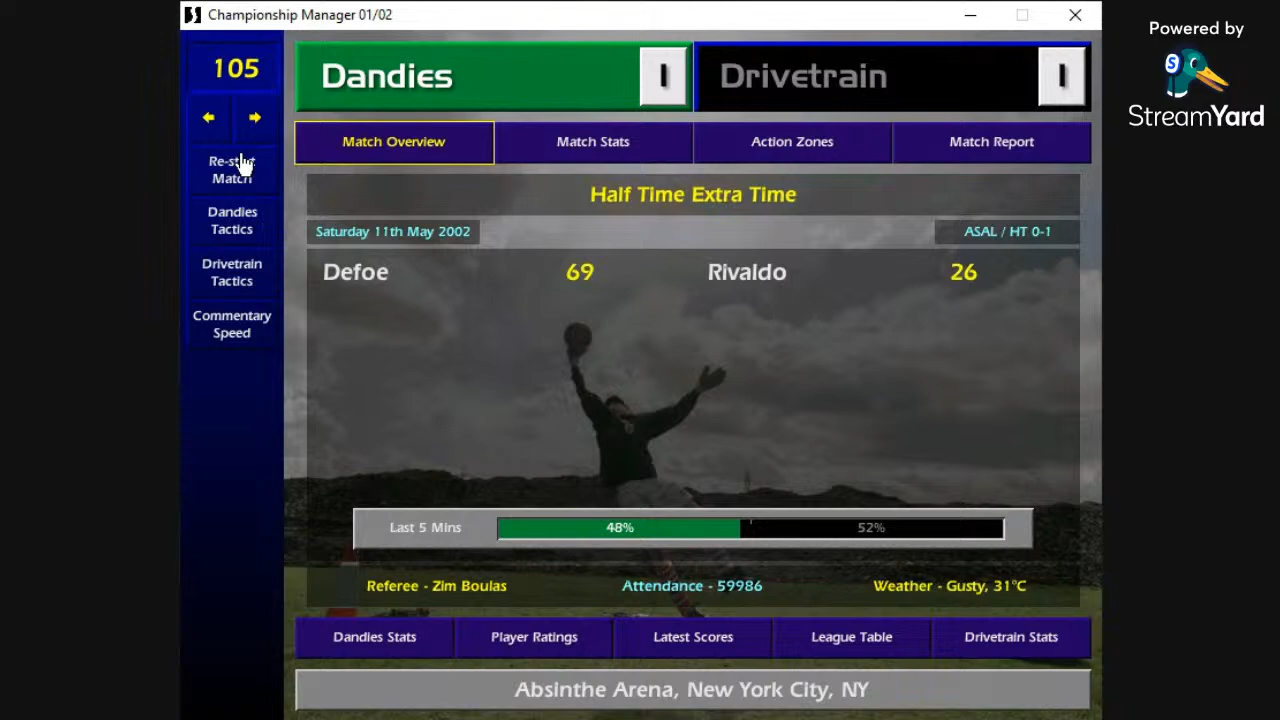 Championship Manager 01/02
Powered by
StreamYard
105
Dandies 1 Drivetrain 1
Match Overview Match Stats Action Zones Match Report
Re-start
Match
Dandies
Tactics
Drivetrain
Tactics
Commentary
Speed
Half Time Extra Time
Saturday 11th May 2002 ASAL / HT 0-1
Defoe 69 Rivaldo 26
Last 5 Mins 48% 52%
Referee - Zim Boulas Attendance - 59986 Weather - Gusty, 31°C
Dandies Stats Player Ratings Latest Scores League Table Drivetrain Stats
Absinthe Arena, New York City, NY